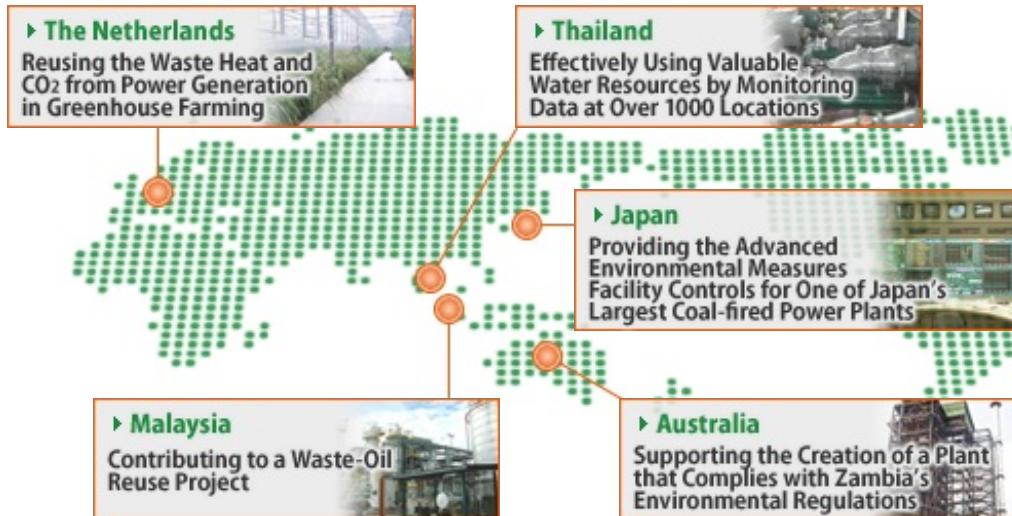 The Netherlands
Reusing the Waste Heat and
CO2 from Power Generation
in Greenhouse Farming
Thailand
Effectively Using Valuable
Water Resources by Monitoring
Data at Over 1000 Locations
Japan
Providing the Advanced
Environmental Measures
Facility Controls for One of Japan's
Largest Coal-fired Power Plants
Malaysia
Contributing to a Waste-Oil
Reuse Project
Australia
Supporting the Creation of a Plant
that Complies with Zambia's
Environmental Regulations